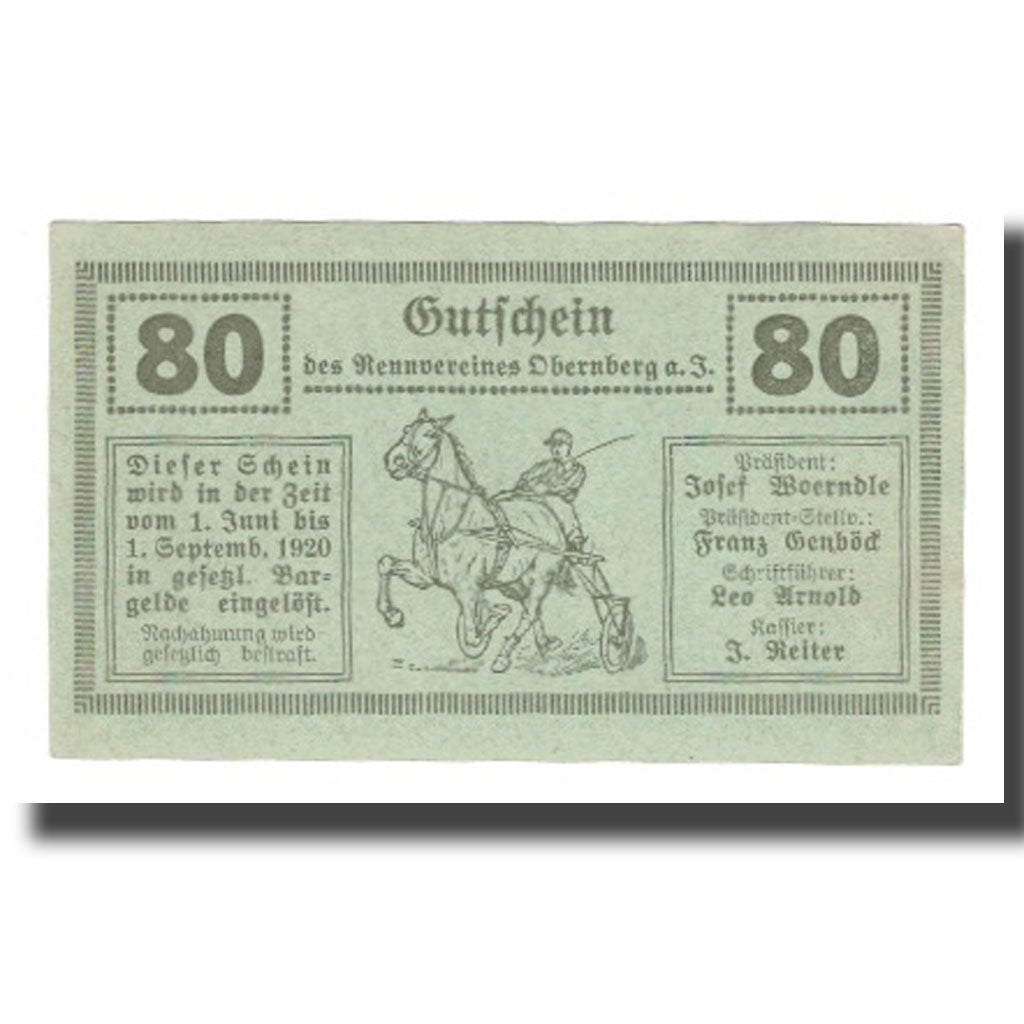 80
Gutschein
des Rennvereines Obernberg a. I.
80
Dieser Schein
wird in der Zeit
vom 1. Juni bis
1. Septemb. 1920
in gesetzl. Bar-
gelde eingelöst.
Nachahmung wird
gesetzlich bestraft.
Präsident:
Josef Woerndle
Präsident-Stellv.:
Franz Genböck
Schriftführer:
Leo Arnold
Kassier:
J. Reiter